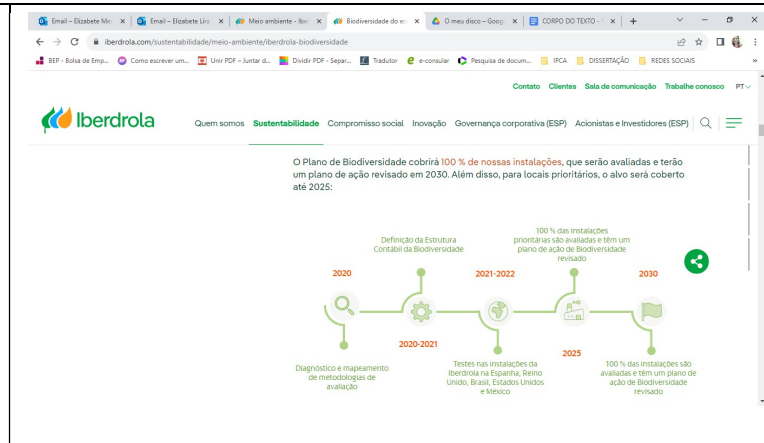 Email – Elizabete Mei
Email – Elizabete Lira
Meio ambiente - Iber
Biodiversidade do ec
O meu disco – Googl
CORPO DO TEXTO -
iberdrola.com/sustentabilidade/meio-ambiente/iberdrola-biodiversidade
BEP - Bolsa de Emp...
Como escrever um...
Unir PDF – Juntar d...
Dividir PDF - Separ...
Tradutor
e-consular
Pesquisa de docum...
IPCA
DISSERTAÇÃO
REDES SOCIAIS
»
Contato Clientes Sala de comunicação Trabalhe conosco PT
Iberdrola
Quem somos Sustentabilidade Compromisso social Inovação Governança corporativa (ESP) Acionistas e Investidores (ESP)
O Plano de Biodiversidade cobrirá 100 % de nossas instalações, que serão avaliadas e terão
um plano de ação revisado em 2030. Além disso, para locais prioritários, o alvo será coberto
até 2025:
2020
Diagnóstico e mapeamento
de metodologias de
avaliação
Definição da Estrutura
Contábil da Biodiversidade
2020-2021
2021-2022
Testes nas instalações da
Iberdrola na Espanha, Reino
Unido, Brasil, Estados Unidos
e México
100 % das instalações
prioritárias são avaliadas e têm um
plano de ação de Biodiversidade
revisado
2025
2030
100 % das instalações são
avaliadas e têm um plano de
ação de Biodiversidade
revisado